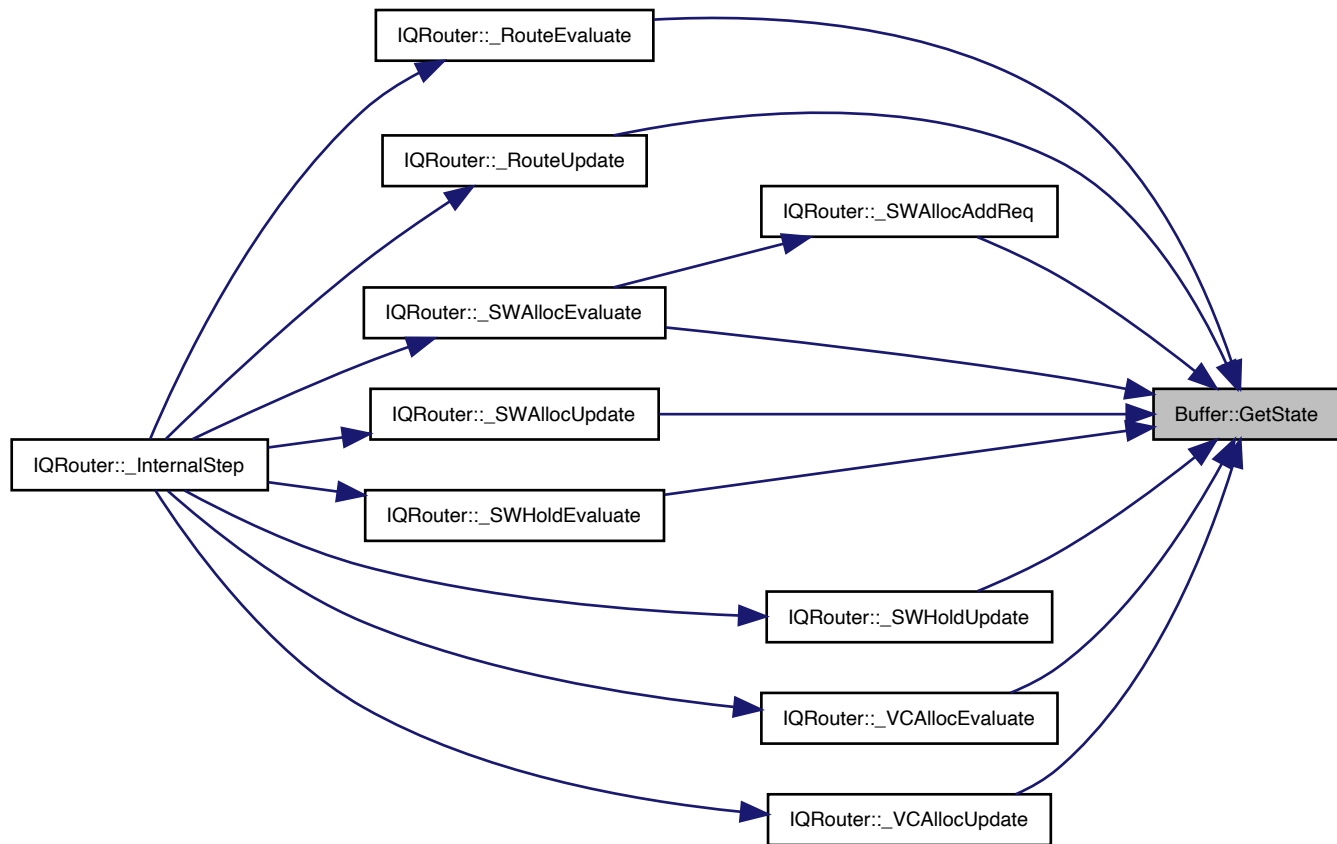 IQRouter::_RouteEvaluate
IQRouter::_RouteUpdate
IQRouter::_SWAllocAddReq
IQRouter::_SWAllocEvaluate
IQRouter::_SWAllocUpdate
Buffer::GetState
IQRouter::_InternalStep
IQRouter::_SWHoldEvaluate
IQRouter::_SWHoldUpdate
IQRouter::_VCAllocEvaluate
IQRouter::_VCAllocUpdate